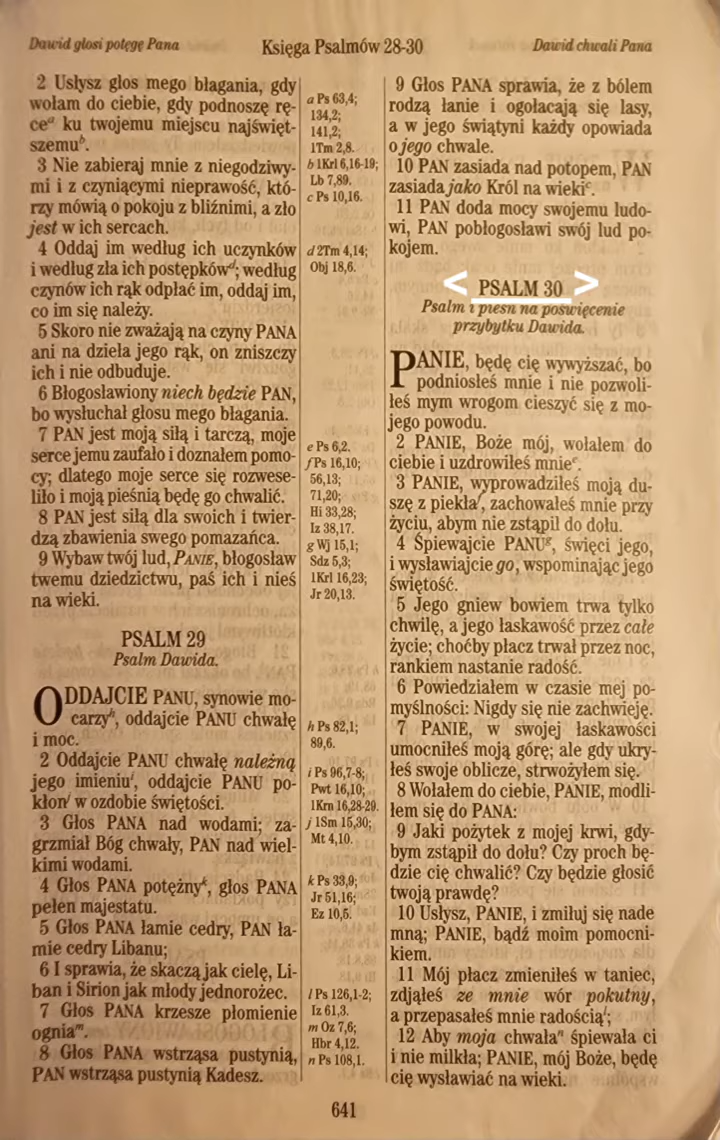 Dawid głosi potęgę Pana
Księga Psalmów 28-30
Dawid chwali Pana
2 Usłysz głos mego błagania, gdy
wołam do ciebie, gdy podnoszę rę-
ceᵃ ku twojemu miejscu najświęt-
szemuᵇ.
3 Nie zabieraj mnie z niegodziwy-
mi i z czyniącymi nieprawość, któ-
rzy mówią o pokoju z bliźnimi, a zło
jest w ich sercach.
4 Oddaj im według ich uczynków
i według zła ich postępkówᵈ; według
czynów ich rąk odpłać im, oddaj im,
co im się należy.
5 Skoro nie zważają na czyny PANA
ani na dzieła jego rąk, on zniszczy
ich i nie odbuduje.
6 Błogosławiony niech będzie PAN,
bo wysłuchał głosu mego błagania.
7 PAN jest moją siłą i tarczą, moje
serce jemu zaufało i doznałem pomo-
cy; dlatego moje serce się rozwese-
liło i moją pieśnią będę go chwalić.
8 PAN jest siłą dla swoich i twier-
dzą zbawienia swego pomazańca.
9 Wybaw twój lud, PANIE, błogosław
twemu dziedzictwu, paś ich i nieś
na wieki.
PSALM 29
Psalm Dawida.
ODDAJCIE PANU, synowie mo-
carzyʰ, oddajcie PANU chwałę
i moc.
2 Oddajcie PANU chwałę należną
jego imieniuⁱ, oddajcie PANU po-
kłonʲ w ozdobie świętości.
3 Głos PANA nad wodami; za-
grzmiał Bóg chwały, PAN nad wiel-
kimi wodami.
4 Głos PANA potężnyᵏ, głos PANA
pełen majestatu.
5 Głos PANA łamie cedry, PAN ła-
mie cedry Libanu;
6 I sprawia, że skaczą jak cielę, Li-
ban i Sirion jak młody jednorożec.
7 Głos PANA krzesze płomienie
ogniaᵐ.
8 Głos PANA wstrząsa pustynią,
PAN wstrząsa pustynią Kadesz.
a Ps 63,4;
134,2;
141,2;
1Tm 2,8.
b 1Krl 6,16-19;
Lb 7,89.
c Ps 10,16.
d 2Tm 4,14;
Obj 18,6.
e Ps 6,2.
f Ps 16,10;
56,13;
71,20;
Hi 33,28;
Iz 38,17.
g Wj 15,1;
Sdz 5,3;
1Krl 16,23;
Jr 20,13.
h Ps 82,1;
89,6.
i Ps 96,7-8;
Pwt 16,10;
1Krn 16,28-29.
j 1Sm 15,30;
Mt 4,10.
k Ps 33,9;
Jr 51,16;
Ez 10,5.
l Ps 126,1-2;
Iz 61,3.
m Oz 7,6;
Hbr 4,12.
n Ps 108,1.
9 Głos PANA sprawia, że z bólem
rodzą łanie i ogołacają się lasy,
a w jego świątyni każdy opowiada
o jego chwale.
10 PAN zasiada nad potopem, PAN
zasiada jako Król na wiekiᶜ.
11 PAN doda mocy swojemu ludo-
wi, PAN pobłogosławi swój lud po-
kojem.
< PSALM 30 >
Psalm i pieśń na poświęcenie
przybytku Dawida.
PANIE, będę cię wywyższać, bo
podniosłeś mnie i nie pozwoli-
łeś mym wrogom cieszyć się z mo-
jego powodu.
2 PANIE, Boże mój, wołałem do
ciebie i uzdrowiłeś mnieᵉ.
3 PANIE, wyprowadziłeś moją du-
szę z piekłaᶠ, zachowałeś mnie przy
życiu, abym nie zstąpił do dołu.
4 Śpiewajcie PANUᵍ, święci jego,
i wysławiajcie go, wspominając jego
świętość.
5 Jego gniew bowiem trwa tylko
chwilę, a jego łaskawość przez całe
życie; choćby płacz trwał przez noc,
rankiem nastanie radość.
6 Powiedziałem w czasie mej po-
myślności: Nigdy się nie zachwieję.
7 PANIE, w swojej łaskawości
umocniłeś moją górę; ale gdy ukry-
łeś swoje oblicze, strwożyłem się.
8 Wołałem do ciebie, PANIE, modli-
łem się do PANA:
9 Jaki pożytek z mojej krwi, gdy-
bym zstąpił do dołu? Czy proch bę-
dzie cię chwalić? Czy będzie głosić
twoją prawdę?
10 Usłysz, PANIE, i zmiłuj się nade
mną; PANIE, bądź moim pomocni-
kiem.
11 Mój płacz zmieniłeś w taniec,
zdjąłeś ze mnie wór pokutny,
a przepasałeś mnie radościąˡ;
12 Aby moja chwałaⁿ śpiewała ci
i nie milkła; PANIE, mój Boże, będę
cię wysławiać na wieki.
641